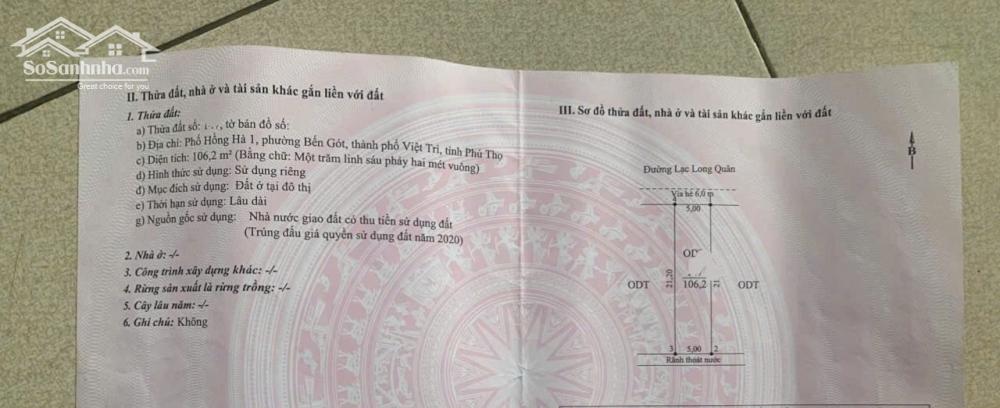 SoSanhnha.com
Great choice for you
II. Thửa đất, nhà ở và tài sản khác gắn liền với đất
1. Thửa đất:
a) Thửa đất số: , tờ bản đồ số:
b) Địa chỉ: Phố Hồng Hà 1, phường Bến Gót, thành phố Việt Trì, tỉnh Phú Thọ
c) Diện tích: 106,2 m² (Bằng chữ: Một trăm linh sáu phảy hai mét vuông)
d) Hình thức sử dụng: Sử dụng riêng
đ) Mục đích sử dụng: Đất ở tại đô thị
e) Thời hạn sử dụng: Lâu dài
g) Nguồn gốc sử dụng: Nhà nước giao đất có thu tiền sử dụng đất
(Trúng đấu giá quyền sử dụng đất năm 2020)
2. Nhà ở: -/-
3. Công trình xây dựng khác: -/-
4. Rừng sản xuất là rừng trồng: -/-
5. Cây lâu năm: -/-
6. Ghi chú: Không
III. Sơ đồ thửa đất, nhà ở và tài sản khác gắn liền với đất
B
Đường Lạc Long Quân
Vỉa hè 6,0 m
5,00
21,20
106,2
ODT
ODT
3
5,00
2
Rãnh thoát nước